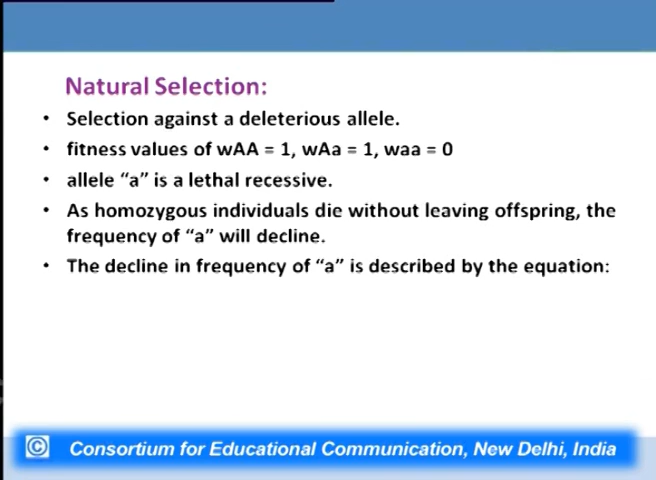 Natural Selection:
• Selection against a deleterious allele.
• fitness values of wAA = 1, wAa = 1, waa = 0
• allele “a” is a lethal recessive.
• As homozygous individuals die without leaving offspring, the
frequency of “a” will decline.
• The decline in frequency of “a” is described by the equation:
© Consortium for Educational Communication, New Delhi, India